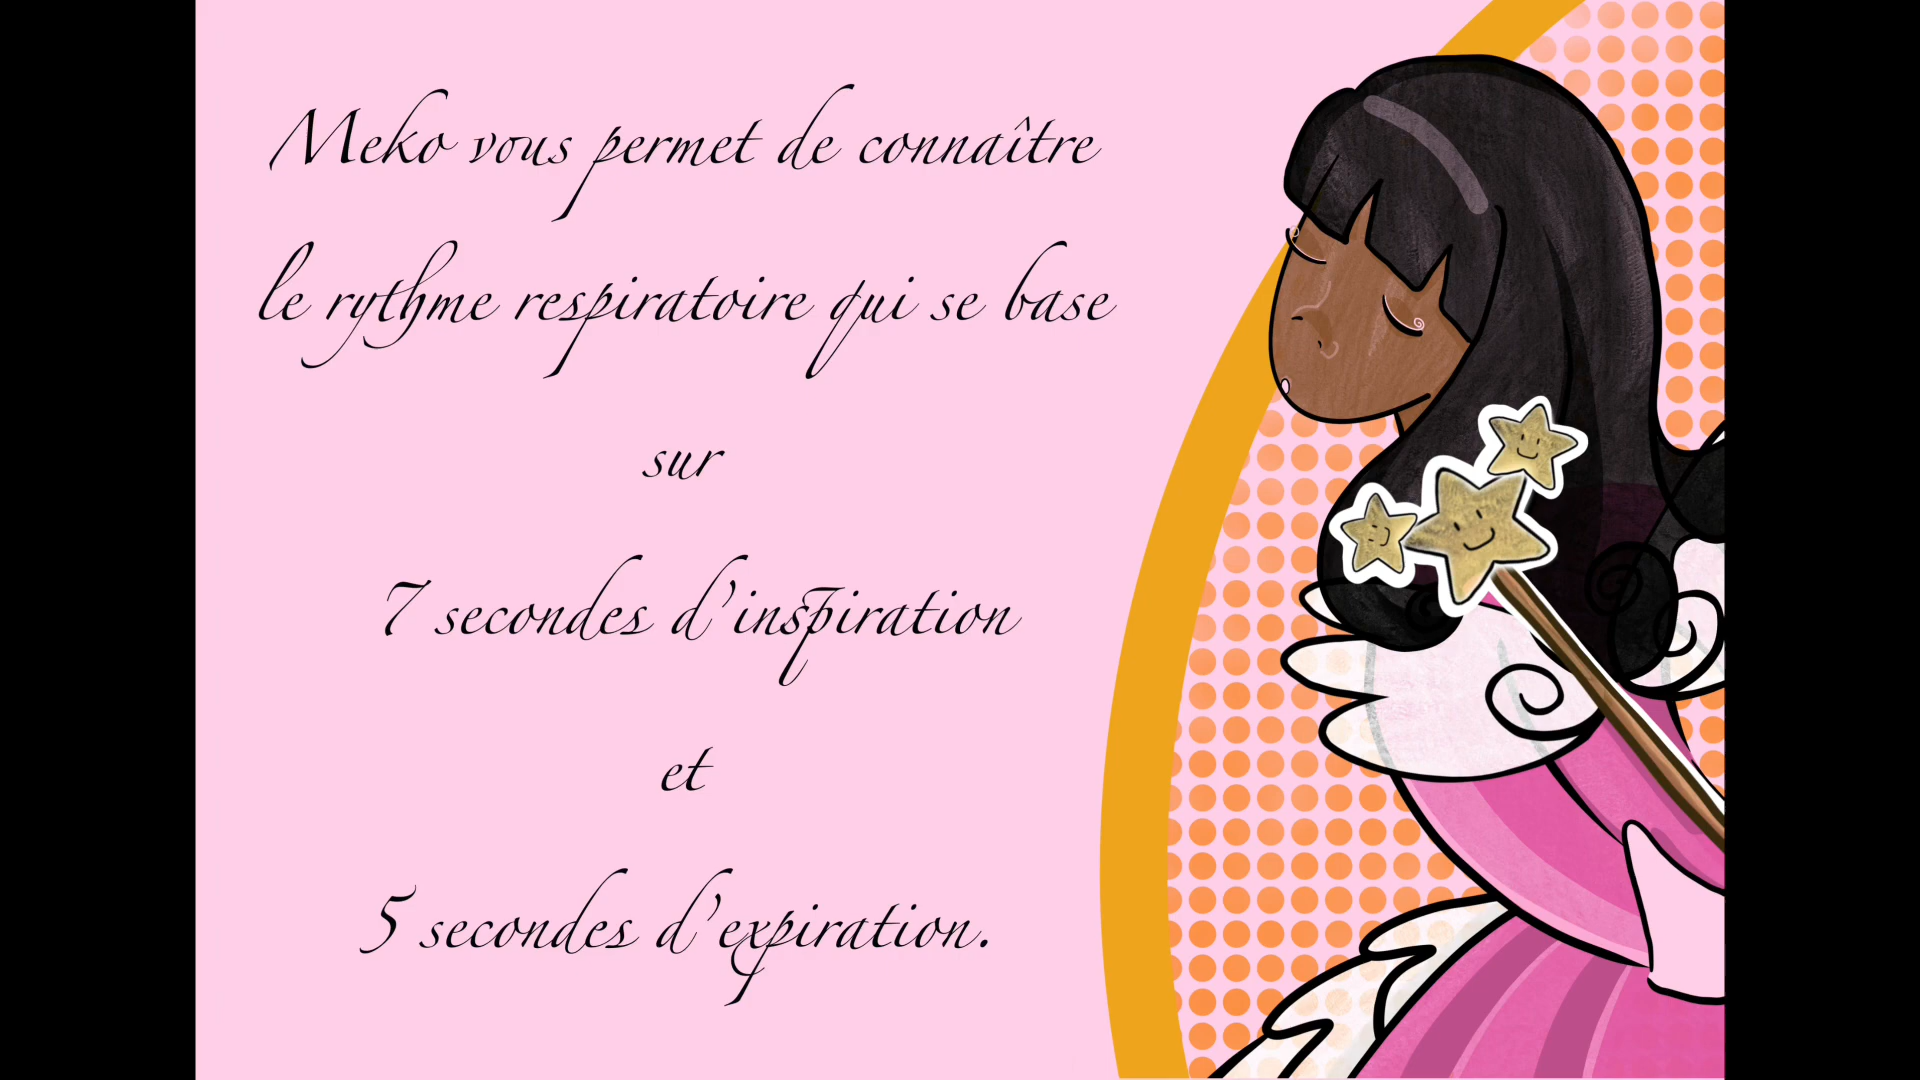 Meko vous permet de connaître
le rythme respiratoire qui se base
sur
7 secondes d'inspiration
et
5 secondes d'expiration.